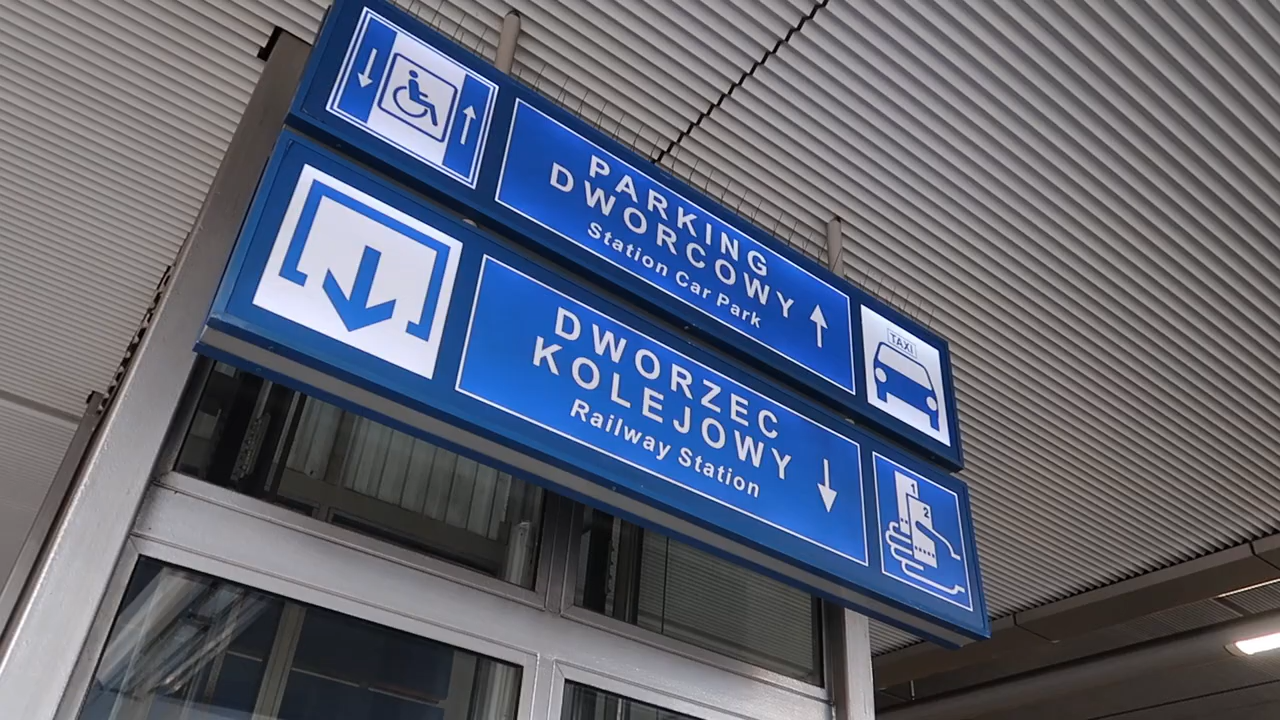 PARKING
DWORCOWY
Station Car Park
TAXI
DWORZEC
KOLEJOWY
Railway Station
1
2